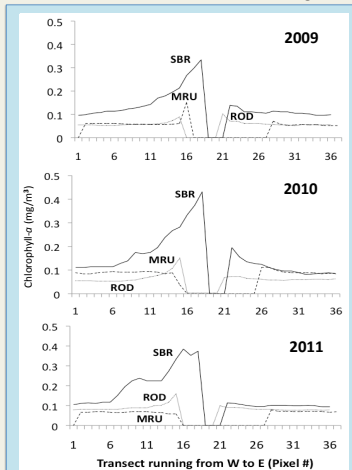 0.5
2009
0.4
SBR
0.3
0.2
MRU
0.1
ROD
0
1 6 11 16 21 26 31 36
0.5
SBR
2010
0.4
0.3
0.2
0.1
ROD
MRU
0
1 6 11 16 21 26 31 36
Chlorophyll-α (mg/m³)
0.5
2011
0.4
SBR
0.3
0.2
ROD
0.1
MRU
0
1 6 11 16 21 26 31 36
Transect running from W to E (Pixel #)